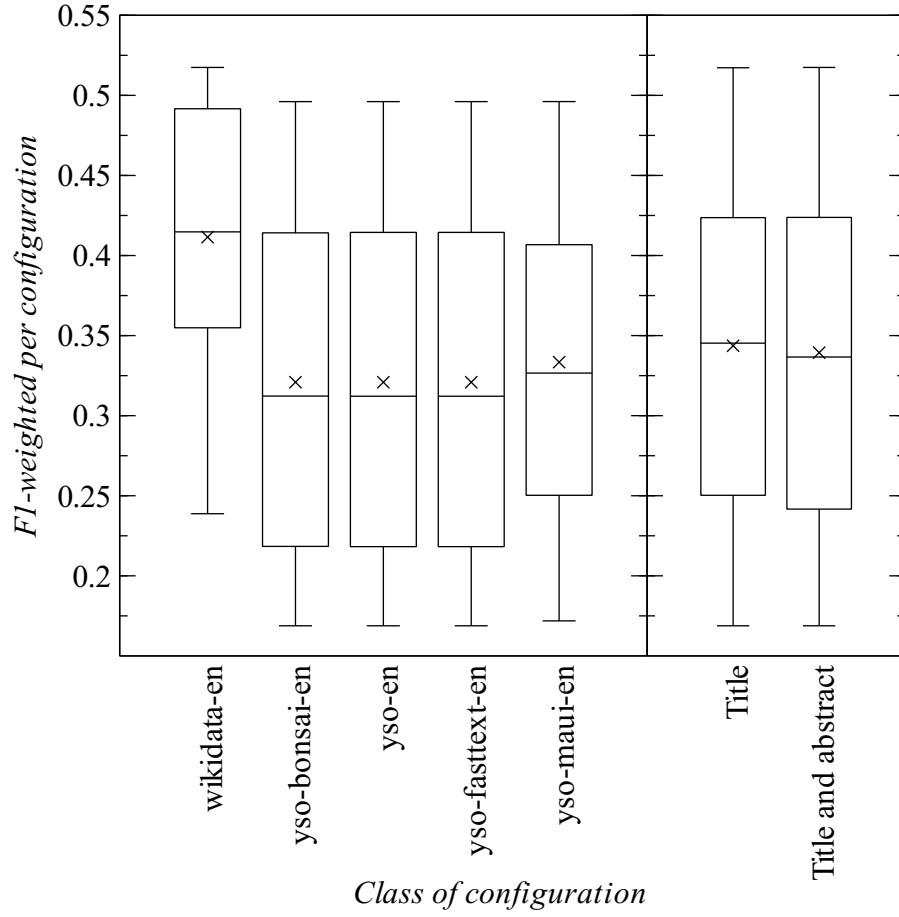 F1-weighted per configuration
0.55
0.5
0.45
0.4
0.35
0.3
0.25
0.2
wikidata-en
yso-bonsai-en
yso-en
yso-fasttext-en
yso-maui-en
Title
Title and abstract
Class of configuration